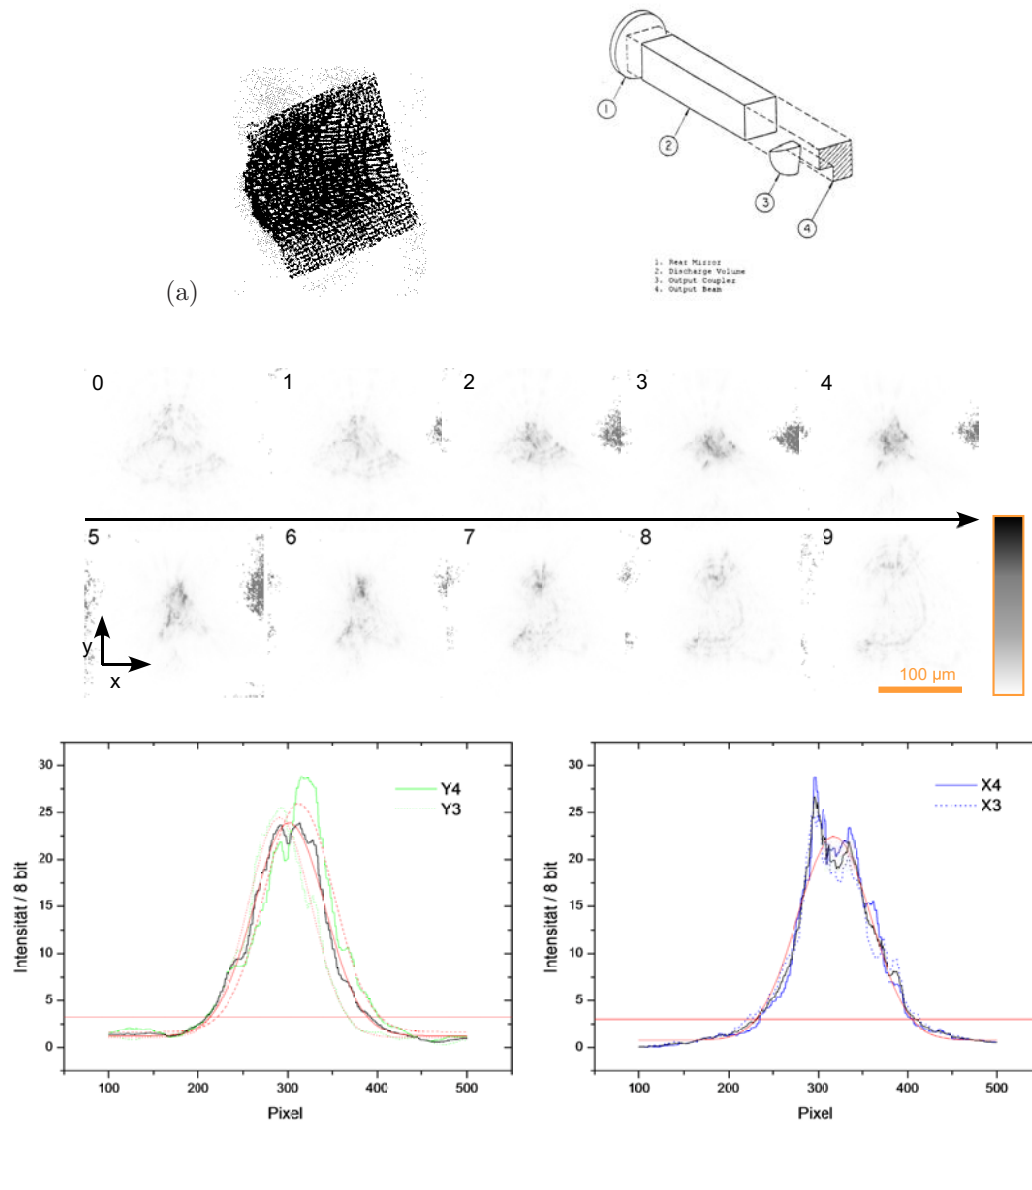 (a)
1
2
3
4
1. Rear Mirror
2. Discharge Volume
3. Output Coupler
4. Output Beam
0 1 2 3 4
5 6 7 8 9
y
x
100 µm
30
25
20
15
10
5
0
Intensität / 8 bit
Y4
Y3
100 200 300 400 500
Pixel
30
25
20
15
10
5
0
Intensität / 8 bit
X4
X3
100 200 300 400 500
Pixel